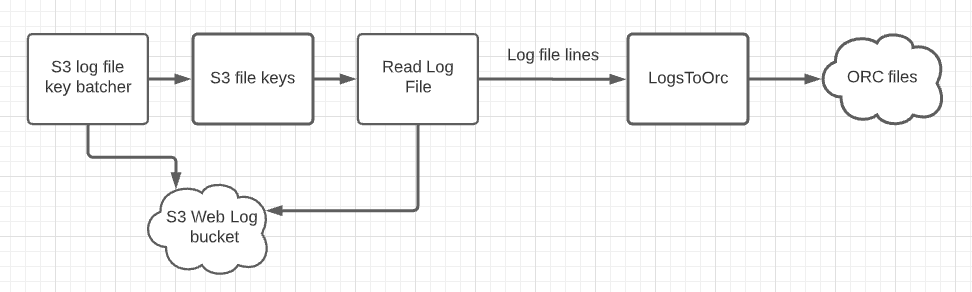 S3 log file
key batcher
S3 file keys
Read Log
File
Log file lines
LogsToOrc
ORC files
S3 Web Log
bucket